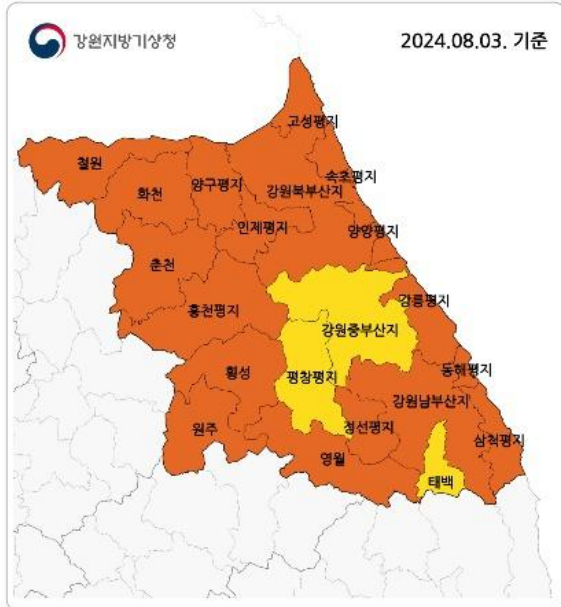 강원지방기상청
2024.08.03. 기준
고성평지
철원
양구평지
속초평지
화천
강원북부산지
인제평지
양양평지
춘천
강릉평지
홍천평지
강원중부산지
횡성
평창평지
동해평지
강원남부산지
원주
정선평지
삼척평지
영월
태백